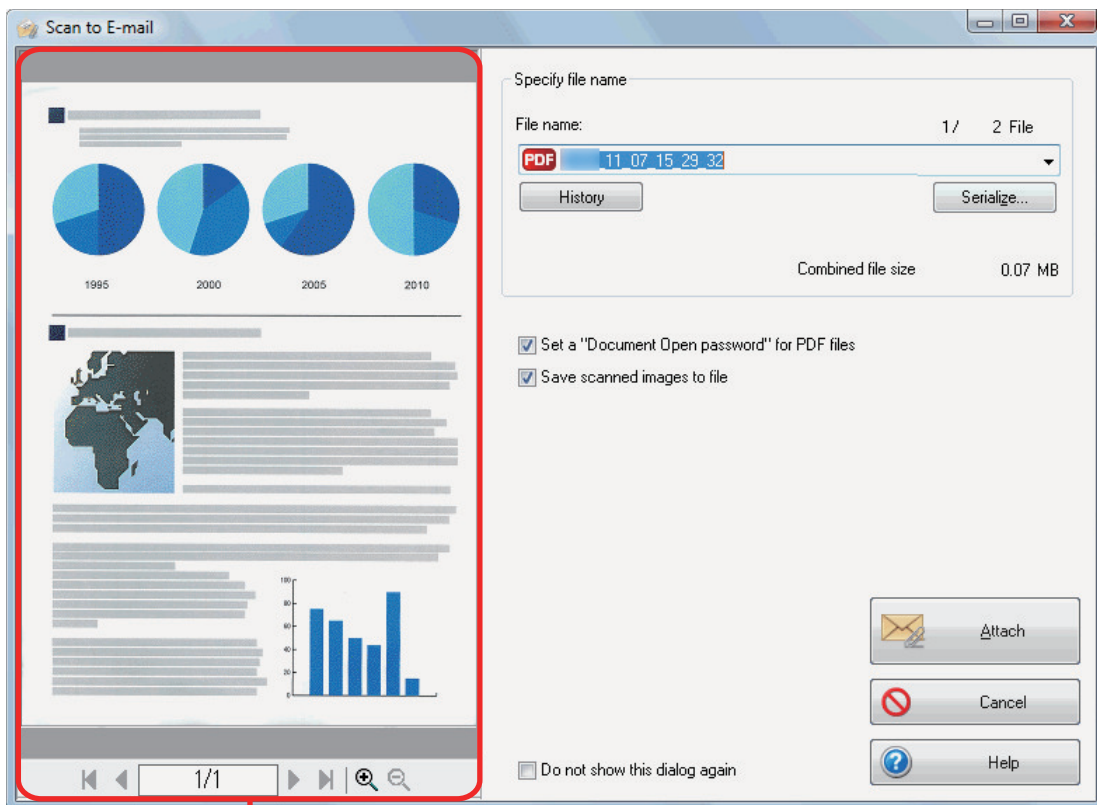 Scan to E-mail
1995 2000 2005 2010
100
80
60
40
20
0
1/1
Specify file name
File name: 1/ 2 File
PDF _11_07_15_29_32
History Serialize...
Combined file size 0.07 MB
Set a "Document Open password" for PDF files
Save scanned images to file
Attach
Cancel
Do not show this dialog again
Help